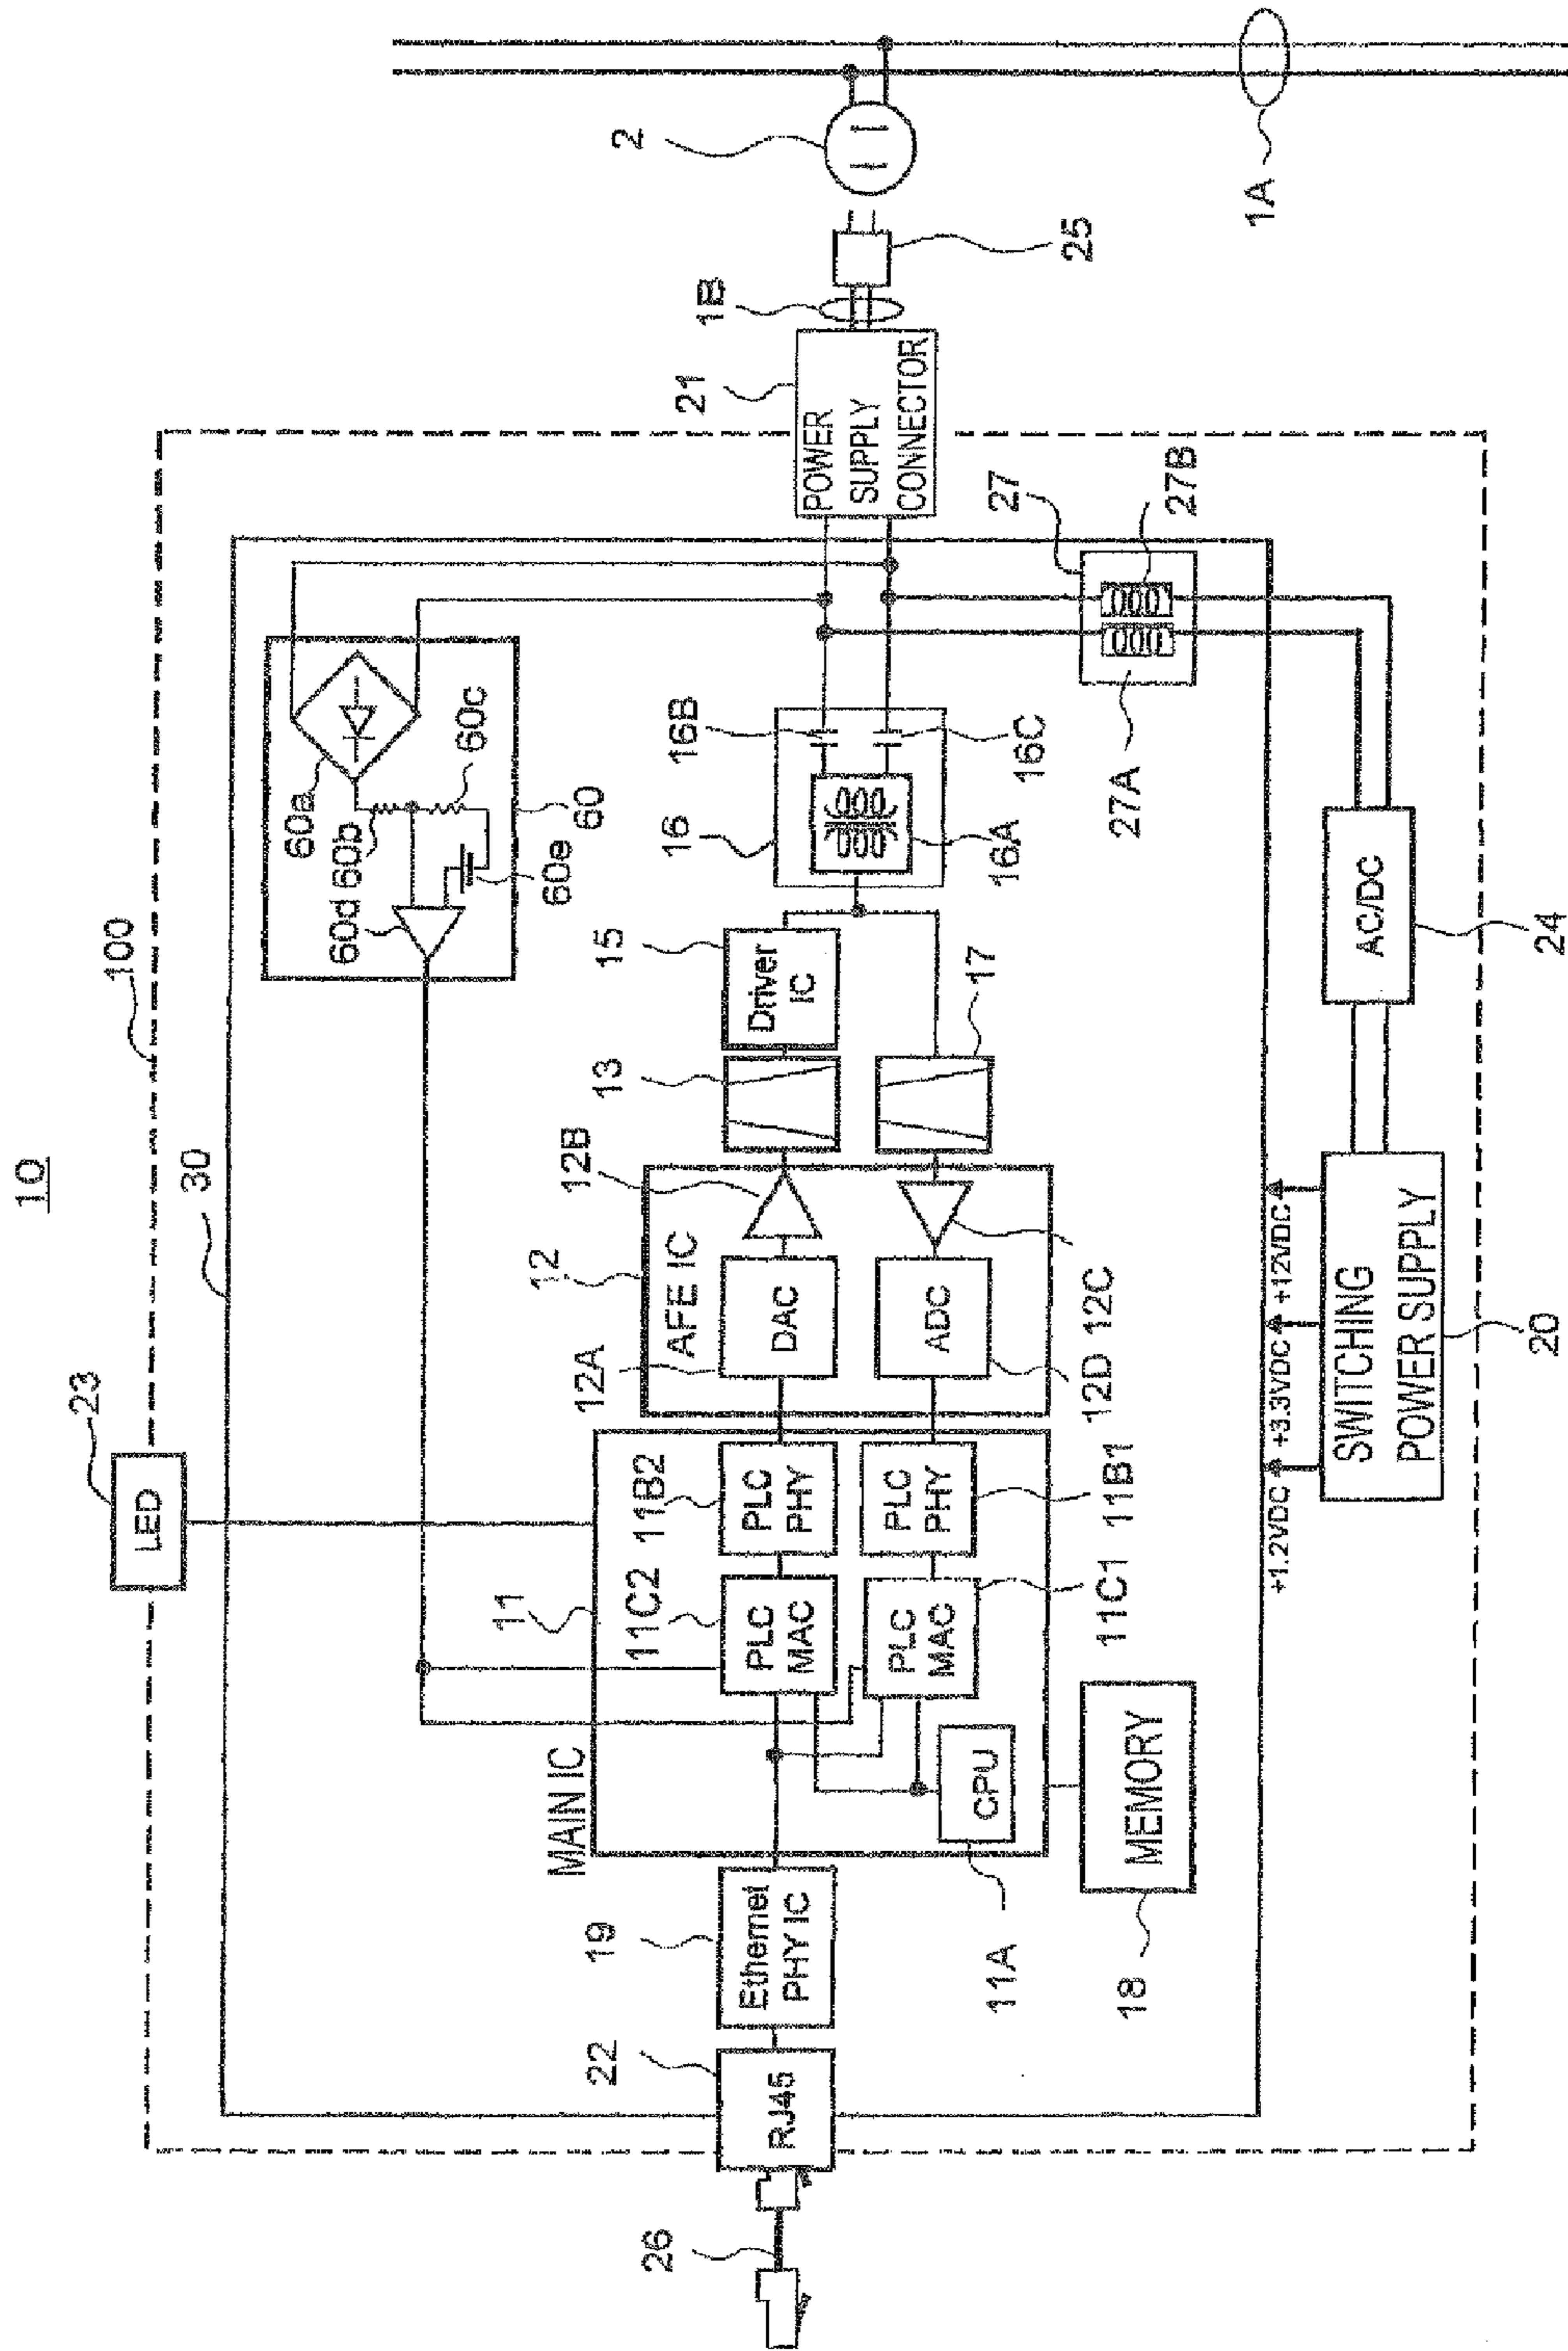 10
100
23
LED
30
60
60a
60b
60c
60d
60e
MAIN IC
11
11C2
PLC
MAC
11B2
PLC
PHY
11C1
PLC
MAC
11B1
PLC
PHY
11A
CPU
18
MEMORY
12
AFE IC
12A
DAC
12B
12C
12D
ADC
13
15
Driver
IC
17
16
16A
16B
16C
26
22
RJ45
19
Ethernet
PHY IC
21
POWER
SUPPLY
CONNECTOR
1B
25
2
1A
27
27A
27B
24
AC/DC
20
SWITCHING
POWER SUPPLY
+1.2VDC
+3.3VDC
+12VDC